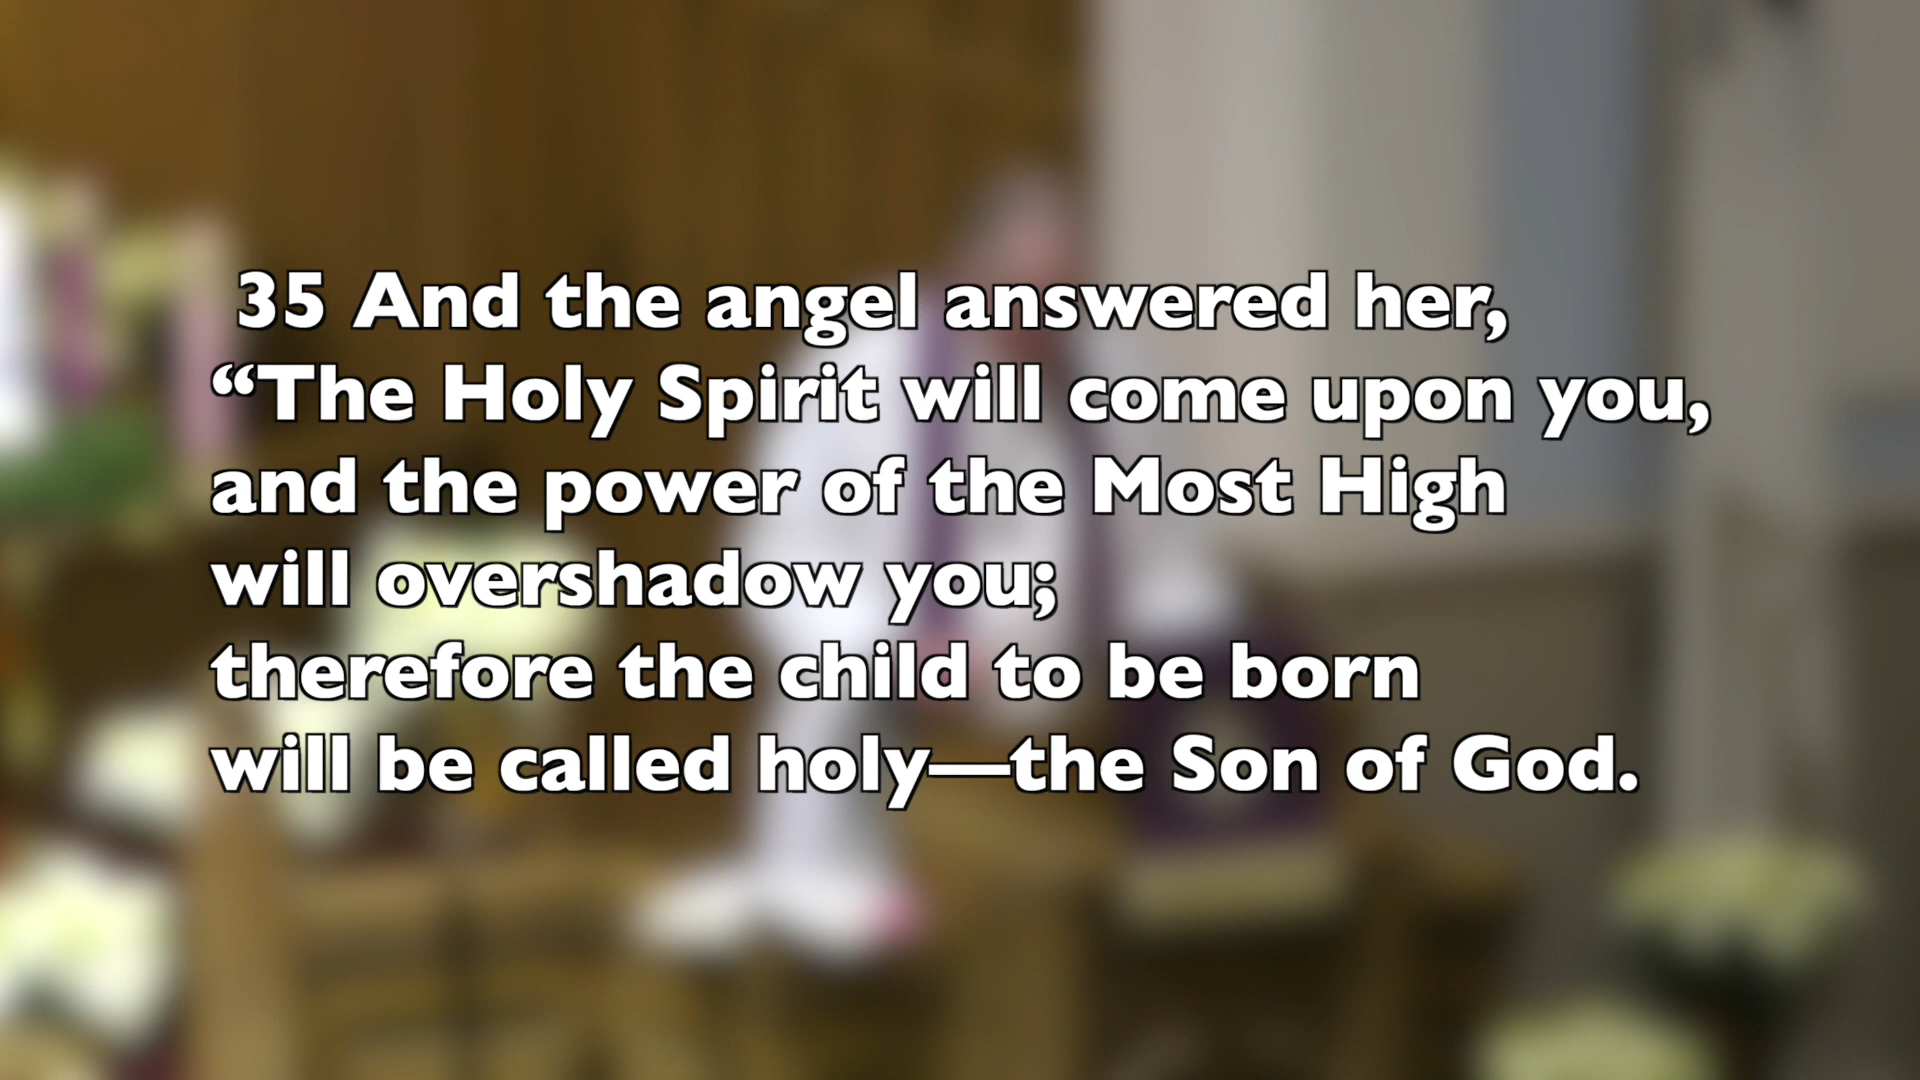 35 And the angel answered her,
“The Holy Spirit will come upon you,
and the power of the Most High
will overshadow you;
therefore the child to be born
will be called holy—the Son of God.